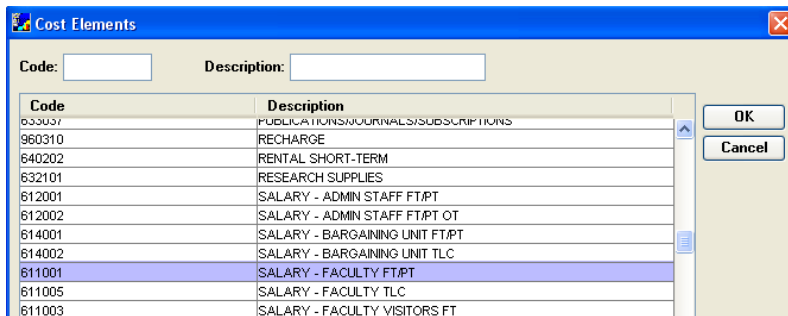 Cost Elements
Code: Description:
Code Description
633037 PUBLICATIONS/JOURNALS/SUBSCRIPTIONS
960310 RECHARGE
640202 RENTAL SHORT-TERM
632101 RESEARCH SUPPLIES
612001 SALARY - ADMIN STAFF FT/PT
612002 SALARY - ADMIN STAFF FT/PT OT
614001 SALARY - BARGAINING UNIT FT/PT
614002 SALARY - BARGAINING UNIT TLC
611001 SALARY - FACULTY FT/PT
611005 SALARY - FACULTY TLC
611003 SALARY - FACULTY VISITORS FT
OK
Cancel